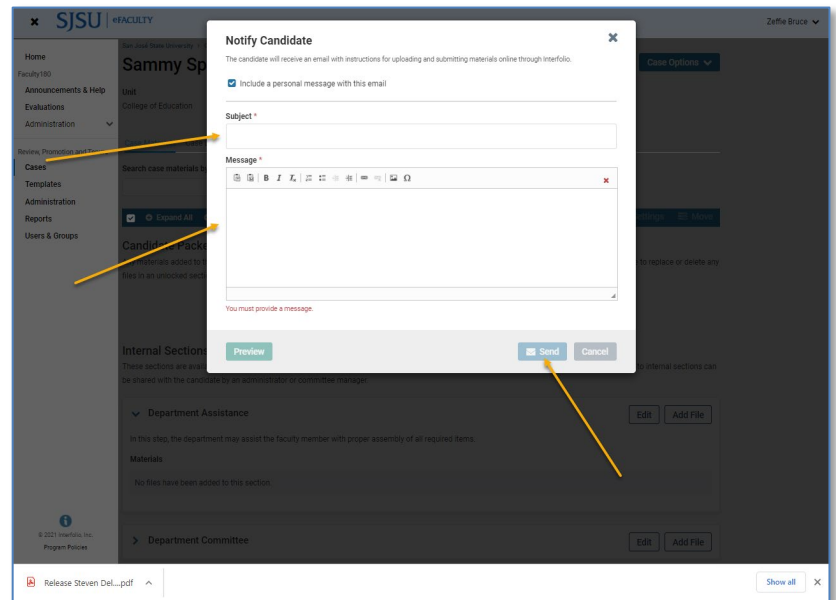 SJSU | eFACULTY
Zeffie Bruce
Home
Faculty180
Announcements & Help
Evaluations
Administration
Review, Promotion and
Cases
Templates
Administration
Reports
Users & Groups
© 2021 Interfolio, Inc.
Program Policies
San José State University
Sammy Sp
Case Options
Unit
College of Education
Search case materials by
Expand All
Settings
Move
Candidate Packe
materials added to
to replace or delete any
files in an unlocked
Notify Candidate
The candidate will receive an email with instructions for uploading and submitting materials online through Interfolio.
Include a personal message with this email
Subject *
Message *
B I Ix Ω
You must provide a message.
Preview
Send
Cancel
Internal Sections
These sections are
internal sections can
be shared with the candidate by an administrator or committee manager.
Department Assistance
Edit
Add File
In this step, the department may assist the faculty member with proper assembly of all required items.
Materials
No files have been added to this section.
Department Committee
Edit
Add File
Release Steven Del....pdf
Show all